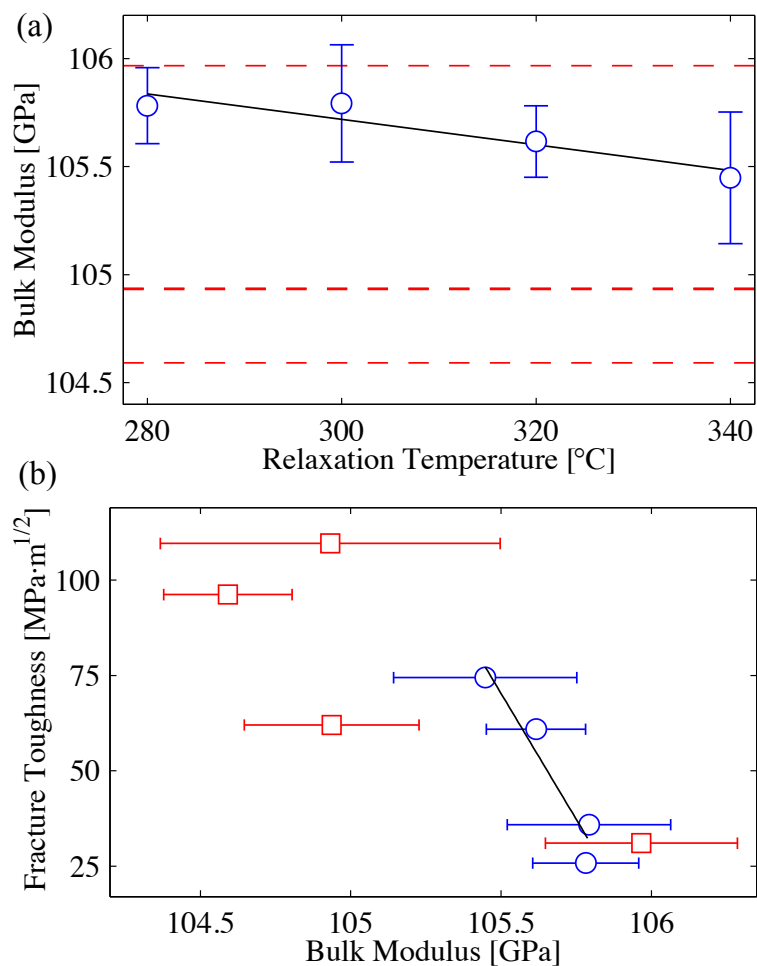 (a)
Bulk Modulus [GPa]
106
105.5
105
104.5
280
300
320
340
Relaxation Temperature [°C]
(b)
Fracture Toughness [MPa·m^1/2]
100
75
50
25
104.5
105
105.5
106
Bulk Modulus [GPa]